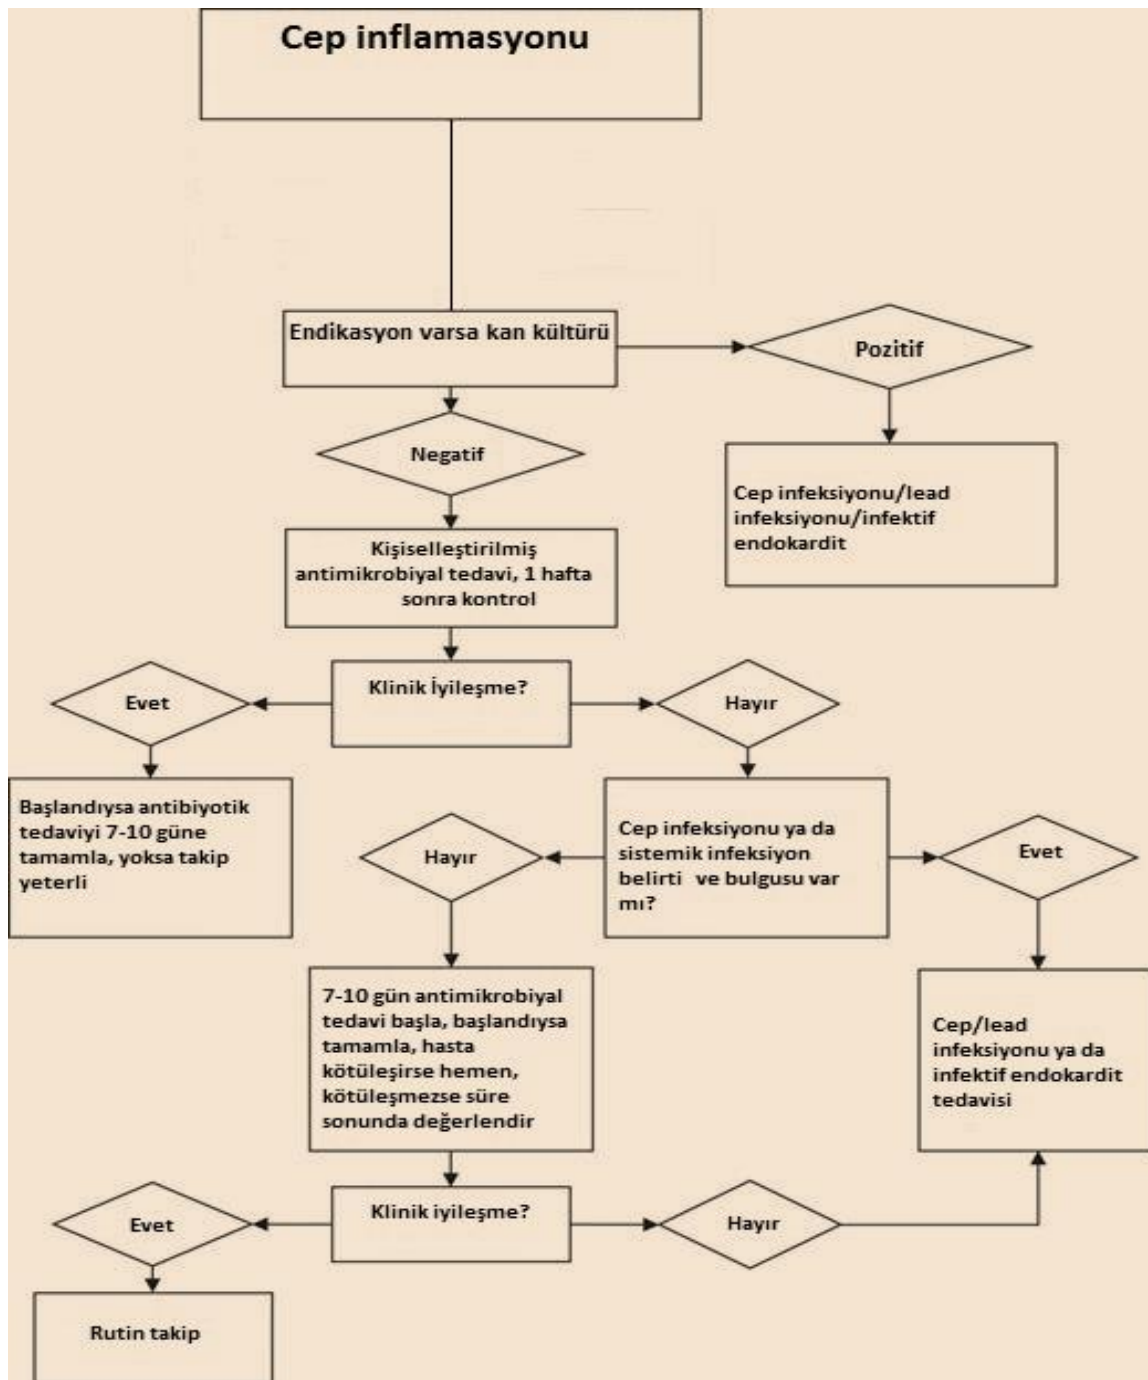 Cep inflamasyonu
Endikasyon varsa kan kültürü
Pozitif
Negatif
Cep infeksiyonu/lead
infeksiyonu/infektif
endokardit
Kişiselleştirilmiş
antimikrobiyal tedavi, 1 hafta
sonra kontrol
Klinik İyileşme?
Evet
Hayır
Başlandıysa antibiyotik
tedaviyi 7-10 güne
tamamla, yoksa takip
yeterli
Cep infeksiyonu ya da
sistemik infeksiyon
belirti ve bulgusu var
mı?
Hayır
Evet
7-10 gün antimikrobiyal
tedavi başla, başlandıysa
tamamla, hasta
kötüleşirse hemen,
kötüleşmezse süre
sonunda değerlendir
Cep/lead
infeksiyonu ya da
infektif endokardit
tedavisi
Klinik iyileşme?
Evet
Hayır
Rutin takip